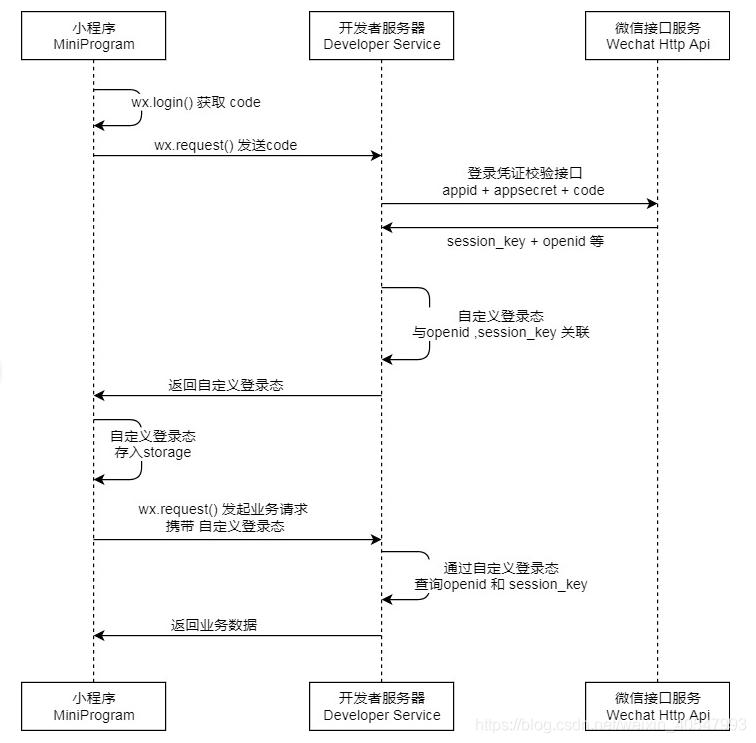 小程序
MiniProgram
开发者服务器
Developer Service
微信接口服务
Wechat Http Api
wx.login() 获取 code
wx.request() 发送code
登录凭证校验接口
appid + appsecret + code
session_key + openid 等
自定义登录态
与openid ,session_key 关联
返回自定义登录态
自定义登录态
存入storage
wx.request() 发起业务请求
携带 自定义登录态
通过自定义登录态
查询openid 和 session_key
返回业务数据
小程序
MiniProgram
开发者服务器
Developer Service
微信接口服务
Wechat Http Api